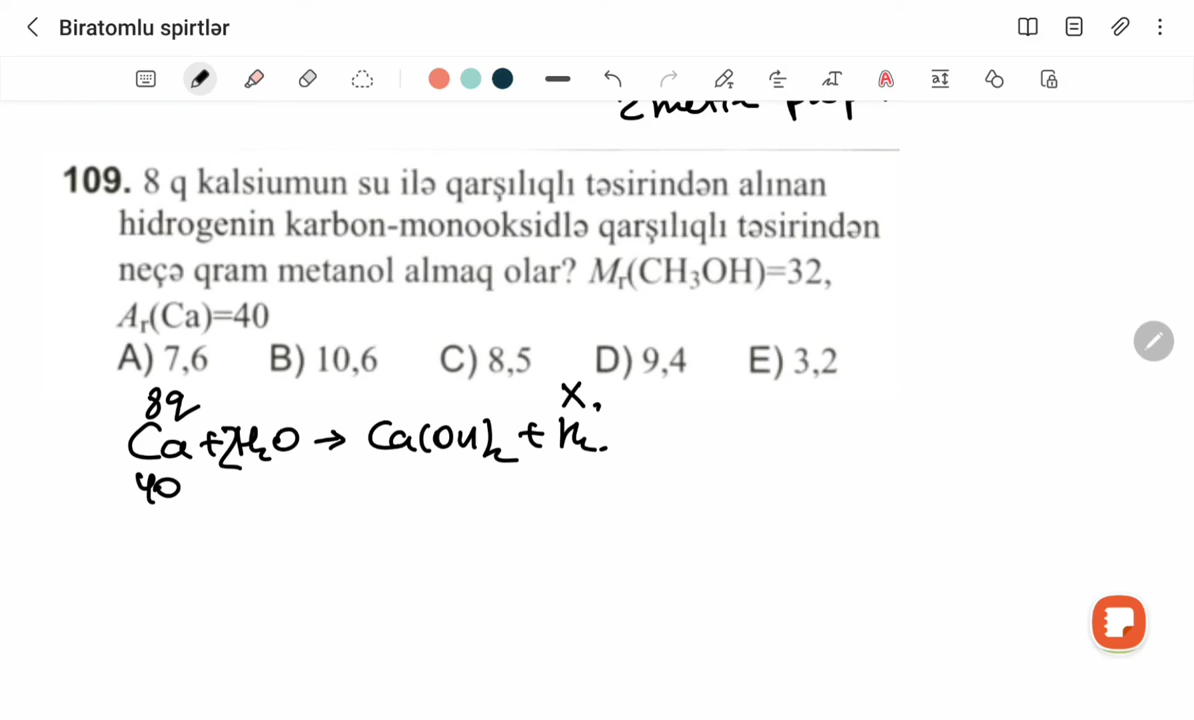 Biratomlu spirtlər
109. 8 q kalsiumun su ilə qarşılıqlı təsirindən alınan
hidrogenin karbon-monooksidlə qarşılıqlı təsirindən
neçə qram metanol almaq olar? Mr(CH₃OH)=32,
Ar(Ca)=40
A) 7,6 B) 10,6 C) 8,5 D) 9,4 E) 3,2
8q x,
Ca+2H₂O → Ca(OH)₂ + H₂.
40